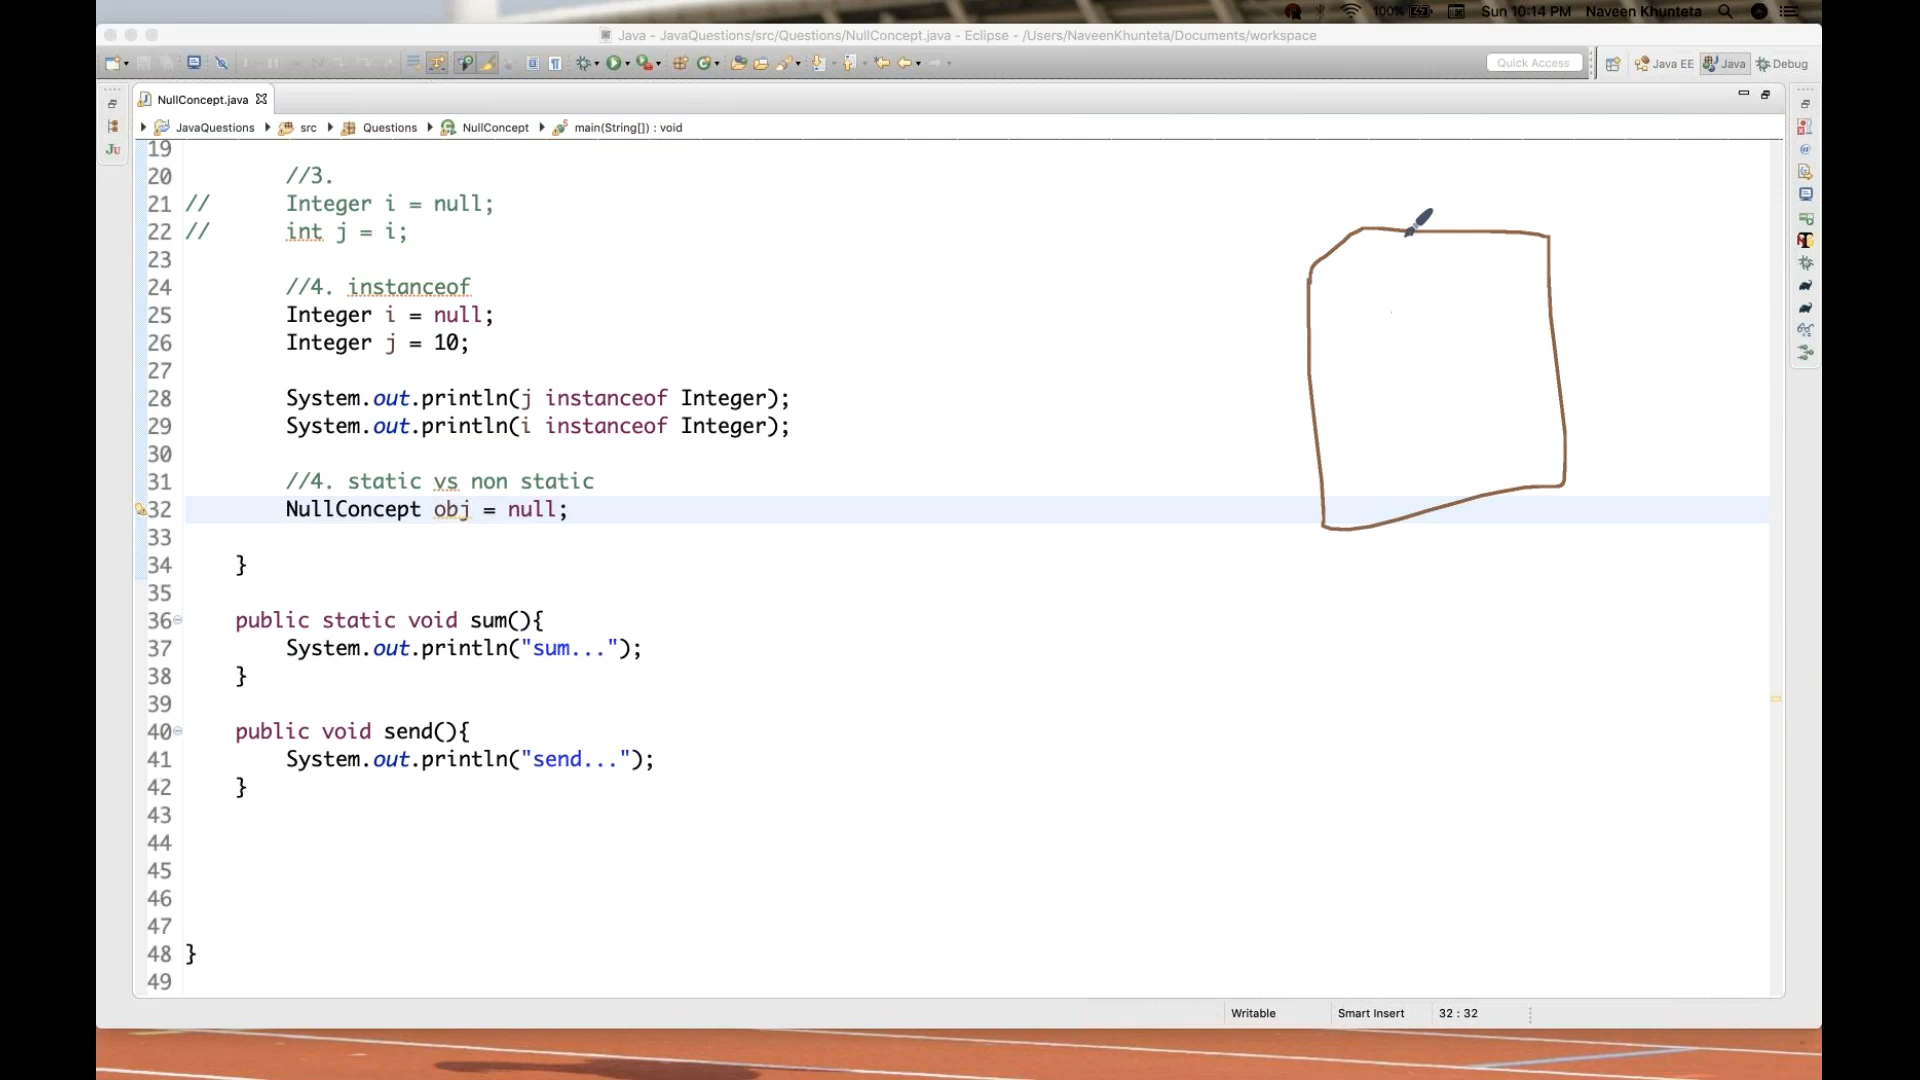 100% Sun 10:14 PM Naveen Khunteta
Java - JavaQuestions/src/Questions/NullConcept.java - Eclipse - /Users/NaveenKhunteta/Documents/workspace
Quick Access Java EE Java Debug
NullConcept.java
JavaQuestions src Questions NullConcept main(String[]) : void
Ju
19
20 //3.
21 // Integer i = null;
22 // int j = i;
23
24 //4. instanceof
25 Integer i = null;
26 Integer j = 10;
27
28 System.out.println(j instanceof Integer);
29 System.out.println(i instanceof Integer);
30
31 //4. static vs non static
32 NullConcept obj = null;
33
34 }
35
36 public static void sum(){
37 System.out.println("sum...");
38 }
39
40 public void send(){
41 System.out.println("send...");
42 }
43
44
45
46
47
48 }
49
Writable Smart Insert 32 : 32